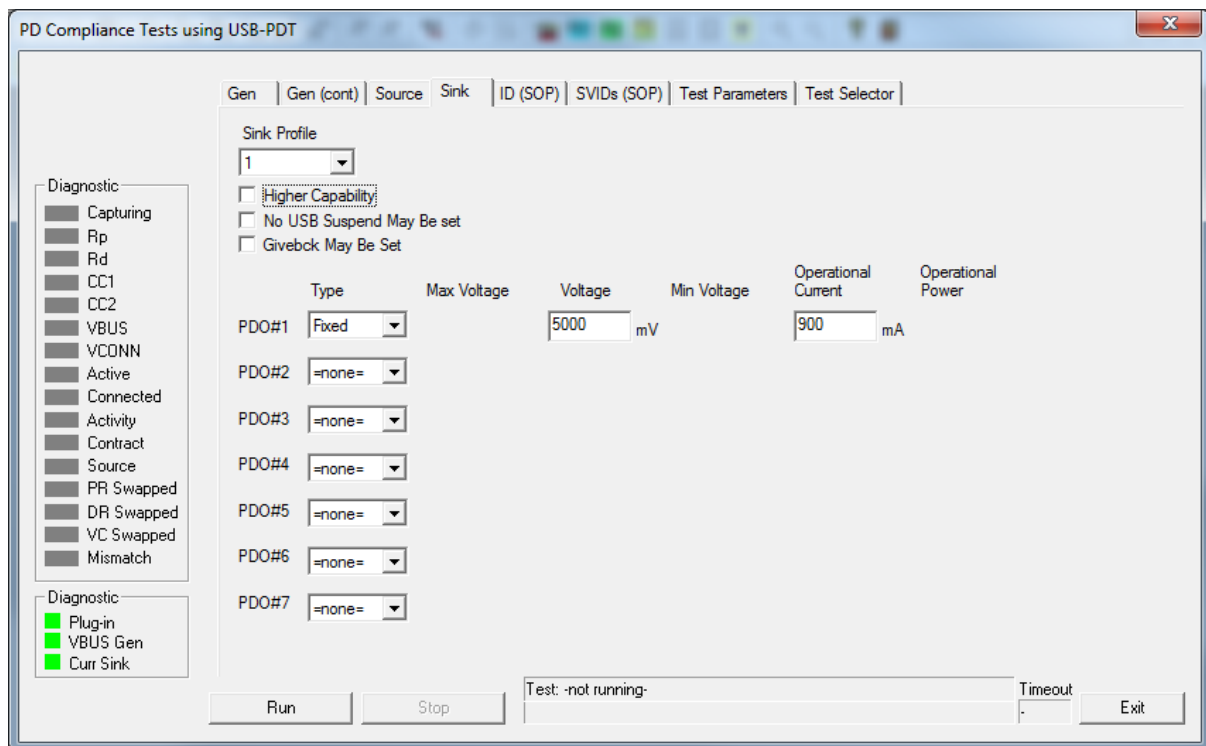 PD Compliance Tests using USB-PDT
Gen Gen (cont) Source Sink ID (SOP) SVIDs (SOP) Test Parameters Test Selector
Sink Profile
1
Higher Capability
No USB Suspend May Be set
Givebck May Be Set
Diagnostic
Capturing
Rp
Rd
CC1
CC2
VBUS
VCONN
Active
Connected
Activity
Contract
Source
PR Swapped
DR Swapped
VC Swapped
Mismatch
Diagnostic
Plug-in
VBUS Gen
Curr Sink
Type Max Voltage Voltage Min Voltage Operational Current Operational Power
PDO#1 Fixed 5000 mV 900 mA
PDO#2 =none=
PDO#3 =none=
PDO#4 =none=
PDO#5 =none=
PDO#6 =none=
PDO#7 =none=
Run Stop Test: -not running- Timeout - Exit